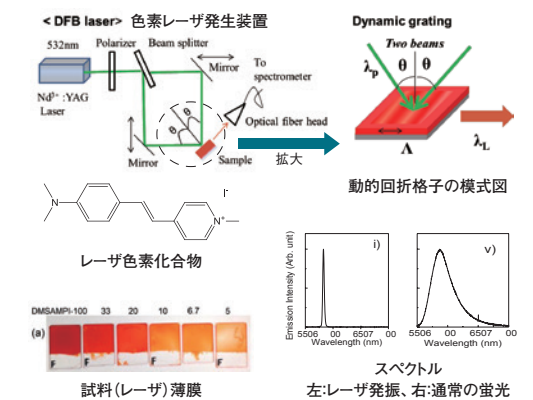 < DFB laser> 色素レーザ発生装置
532nm
Polarizer
Beam splitter
Mirror
To
spectrometer
Nd³⁺ :YAG
Laser
θ
θ
Optical fiber head
Mirror
Sample
拡大
Dynamic grating
Two beams
λp
θ
θ
Λ
λL
動的回折格子の模式図
N
I-
N+
レーザ色素化合物
DMSAMPI-100 33 20 10 6.7 5
(a)
F
F
F
F
試料(レーザ)薄膜
Emission Intensity (Arb. unit)
i)
v)
5506 00 6507 00
5506 00 6507 00
Wavelength (nm)
Wavelength (nm)
スペクトル
左:レーザ発振、右:通常の蛍光